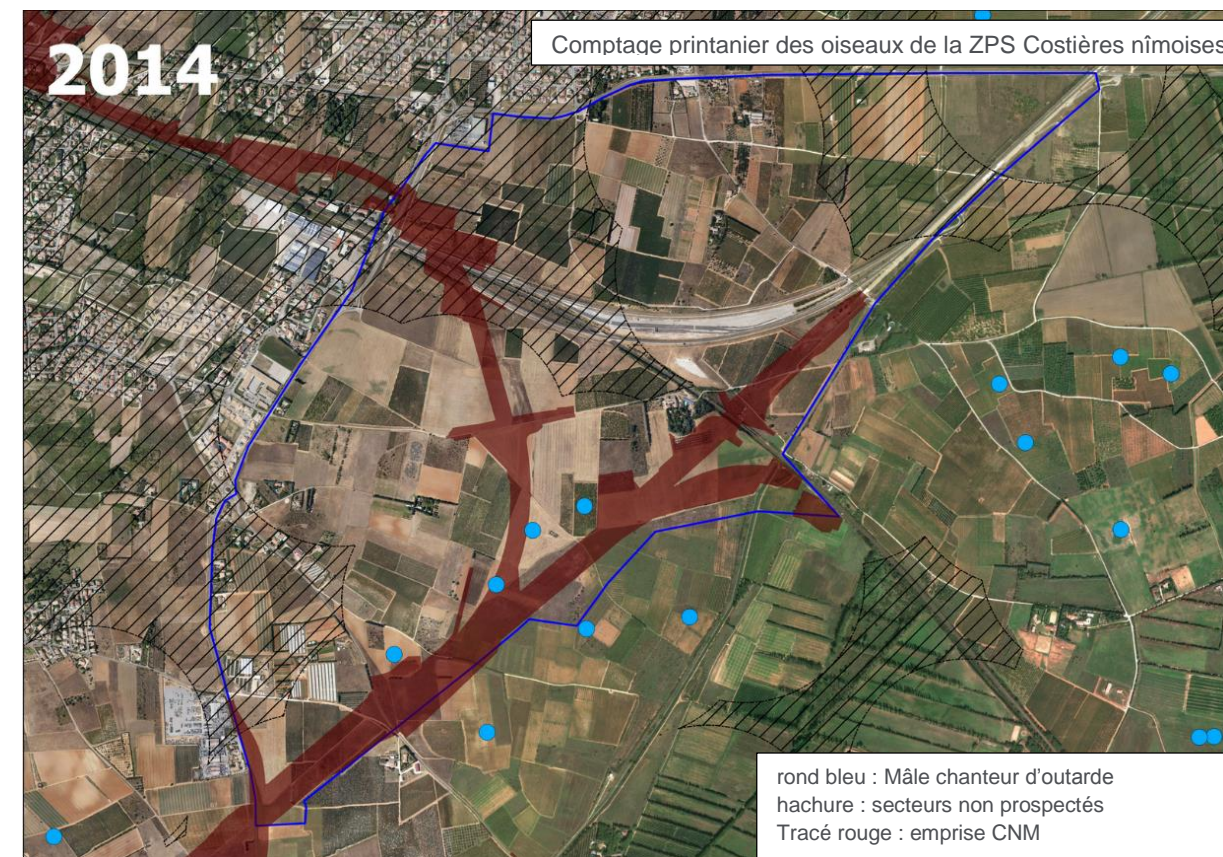 2014
Comptage printanier des oiseaux de la ZPS Costières nîmoises
rond bleu : Mâle chanteur d'outarde
hachure : secteurs non prospectés
Tracé rouge : emprise CNM